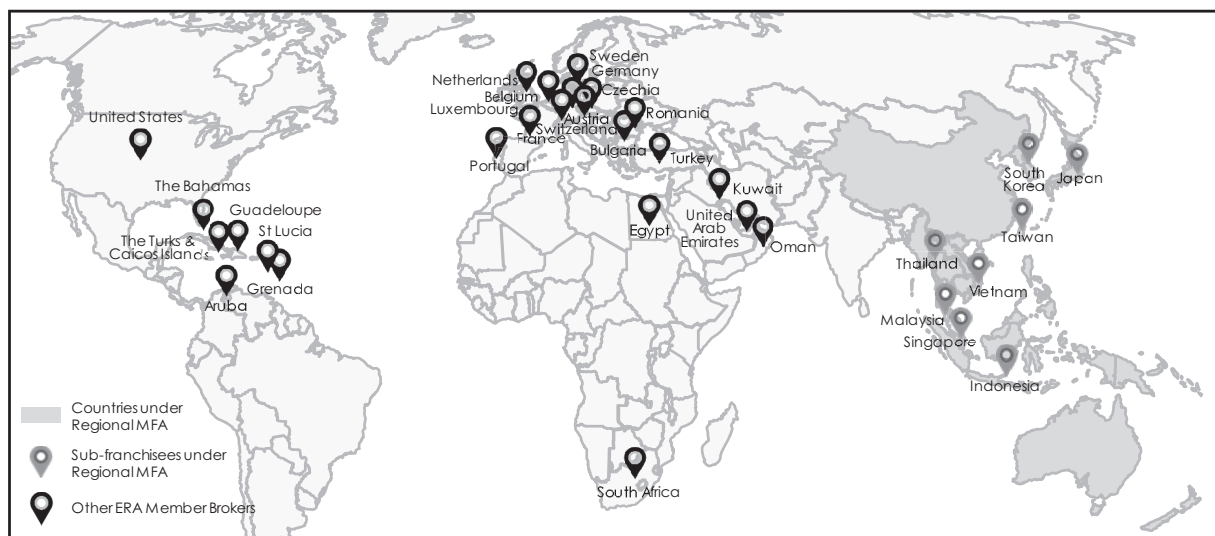 United States
The Bahamas
Guadeloupe
St Lucia
The Turks &
Caicos Islands
Grenada
Aruba
Sweden
Germany
Netherlands
Belgium
Czechia
Luxembourg
Austria
Romania
Switzerland
France
Bulgaria
Portugal
Turkey
Kuwait
United
Arab
Emirates
Egypt
Oman
South
Korea
Japan
Taiwan
Thailand
Vietnam
Malaysia
Singapore
Indonesia
South Africa
Countries under
Regional MFA
Sub-franchisees under
Regional MFA
Other ERA Member Brokers